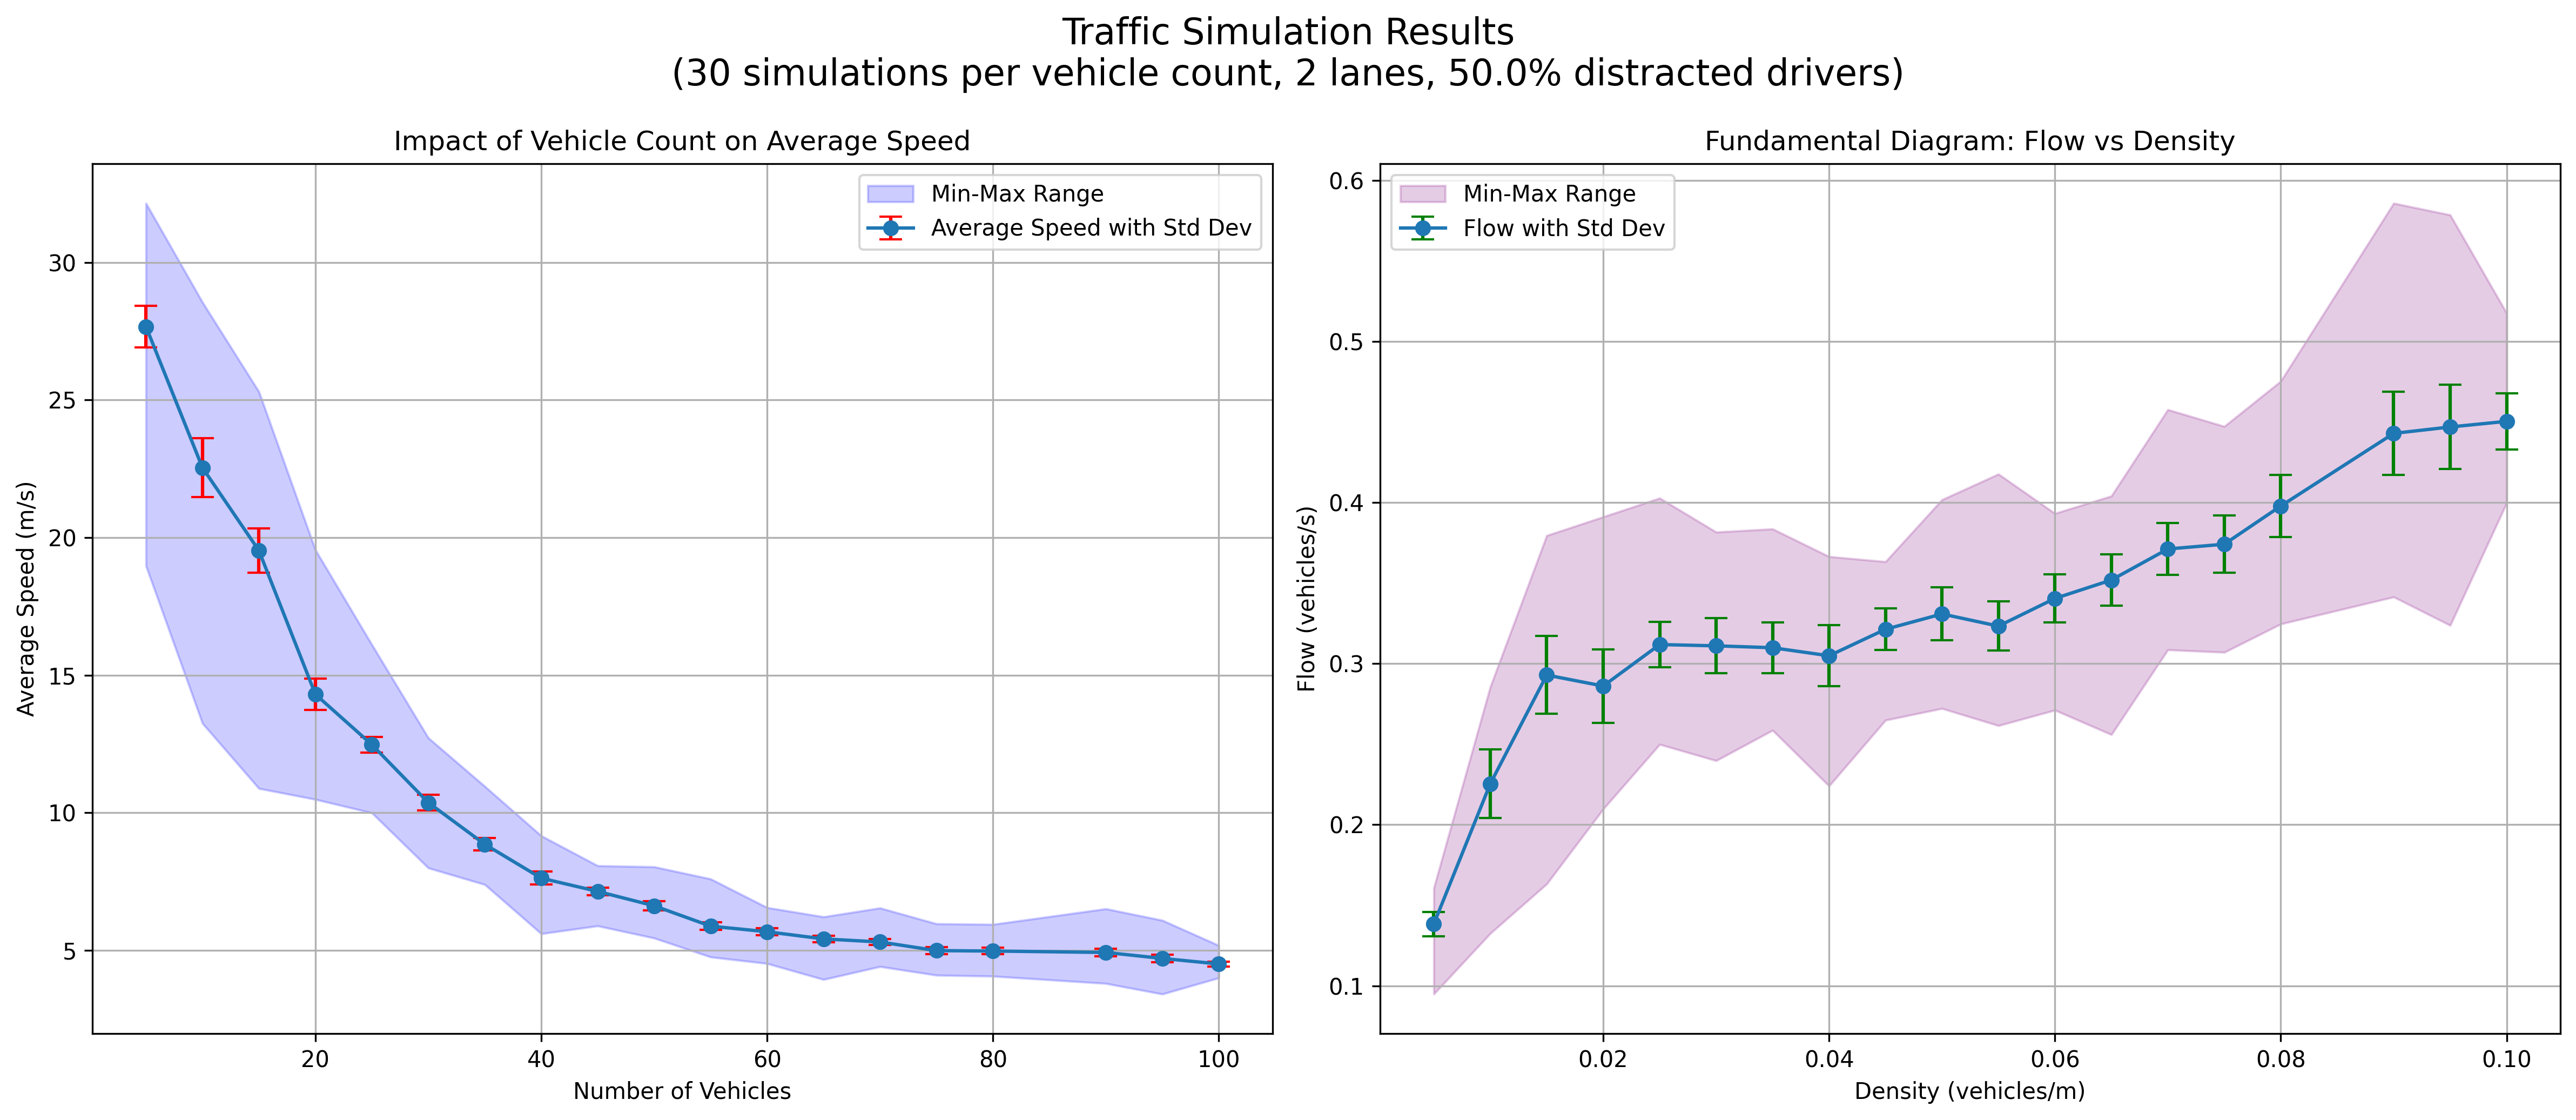 Traffic Simulation Results
(30 simulations per vehicle count, 2 lanes, 50.0% distracted drivers)
Impact of Vehicle Count on Average Speed
Min-Max Range
Average Speed with Std Dev
30
25
20
15
10
5
Average Speed (m/s)
20
40
60
80
100
Number of Vehicles
Fundamental Diagram: Flow vs Density
Min-Max Range
Flow with Std Dev
0.6
0.5
0.4
0.3
0.2
0.1
Flow (vehicles/s)
0.02
0.04
0.06
0.08
0.10
Density (vehicles/m)